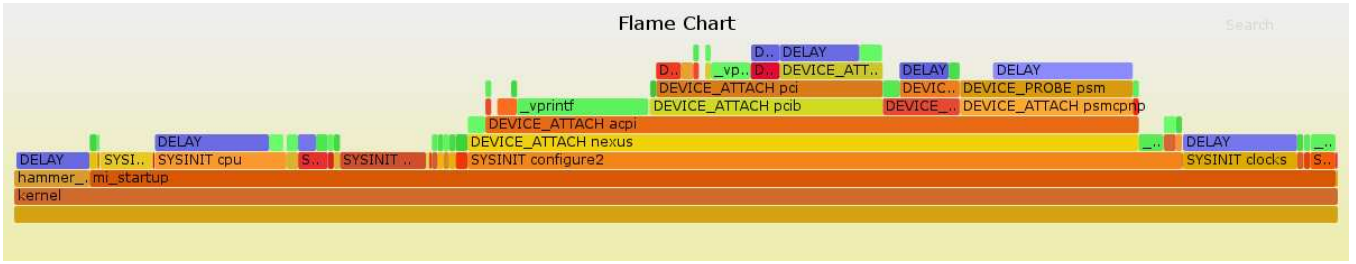 Flame Chart
Search
D.. DELAY
D.. _vp.. D.. DEVICE_ATT.. DELAY DELAY
DEVICE_ATTACH pci DEVIC.. DEVICE_PROBE psm
_vprintf DEVICE_ATTACH pcib DEVICE_.. DEVICE_ATTACH psmcpnp
DEVICE_ATTACH acpi
DELAY DEVICE_ATTACH nexus _.. DELAY _..
DELAY SYSI.. SYSINIT cpu S.. SYSINIT .. SYSINIT configure2 SYSINIT clocks S..
hammer_.. mi_startup
kernel